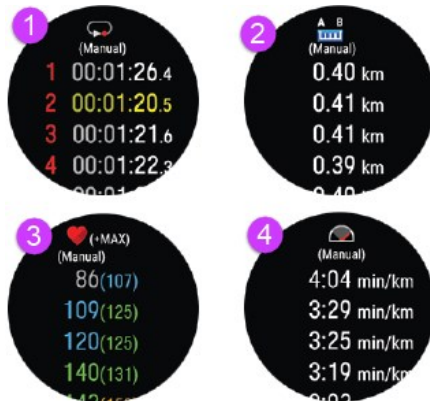 1
(Manual)
1 00:01:26.4
2 00:01:20.5
3 00:01:21.6
4 00:01:22.3
2
A B
(Manual)
0.40 km
0.41 km
0.41 km
0.39 km
3
(+MAX)
(Manual)
86(107)
109(125)
120(125)
140(131)
4
(Manual)
4:04 min/km
3:29 min/km
3:25 min/km
3:19 min/km